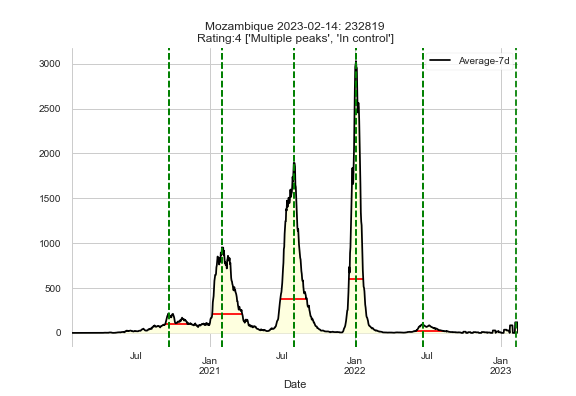 Mozambique 2023-02-14: 232819
Rating:4 ['Multiple peaks', 'In control']
Average-7d
3000
2500
2000
1500
1000
500
0
Jul
Jan
2021
Jul
Jan
2022
Jul
Jan
2023
Date